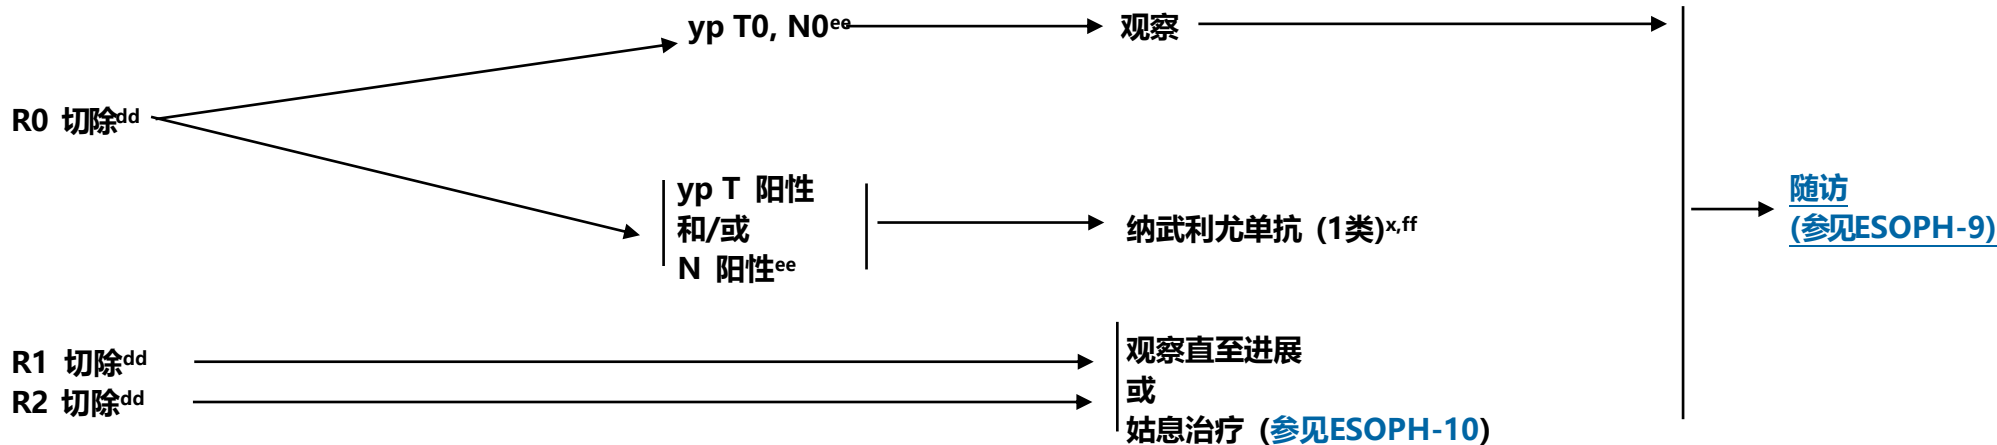 yp T0, N0ee
观察
R0 切除dd
yp T 阳性
和/或
N 阳性ee
纳武利尤单抗 (1类)x,ff
随访
(参见ESOPH-9)
R1 切除dd
R2 切除dd
观察直至进展
或
姑息治疗 (参见ESOPH-10)